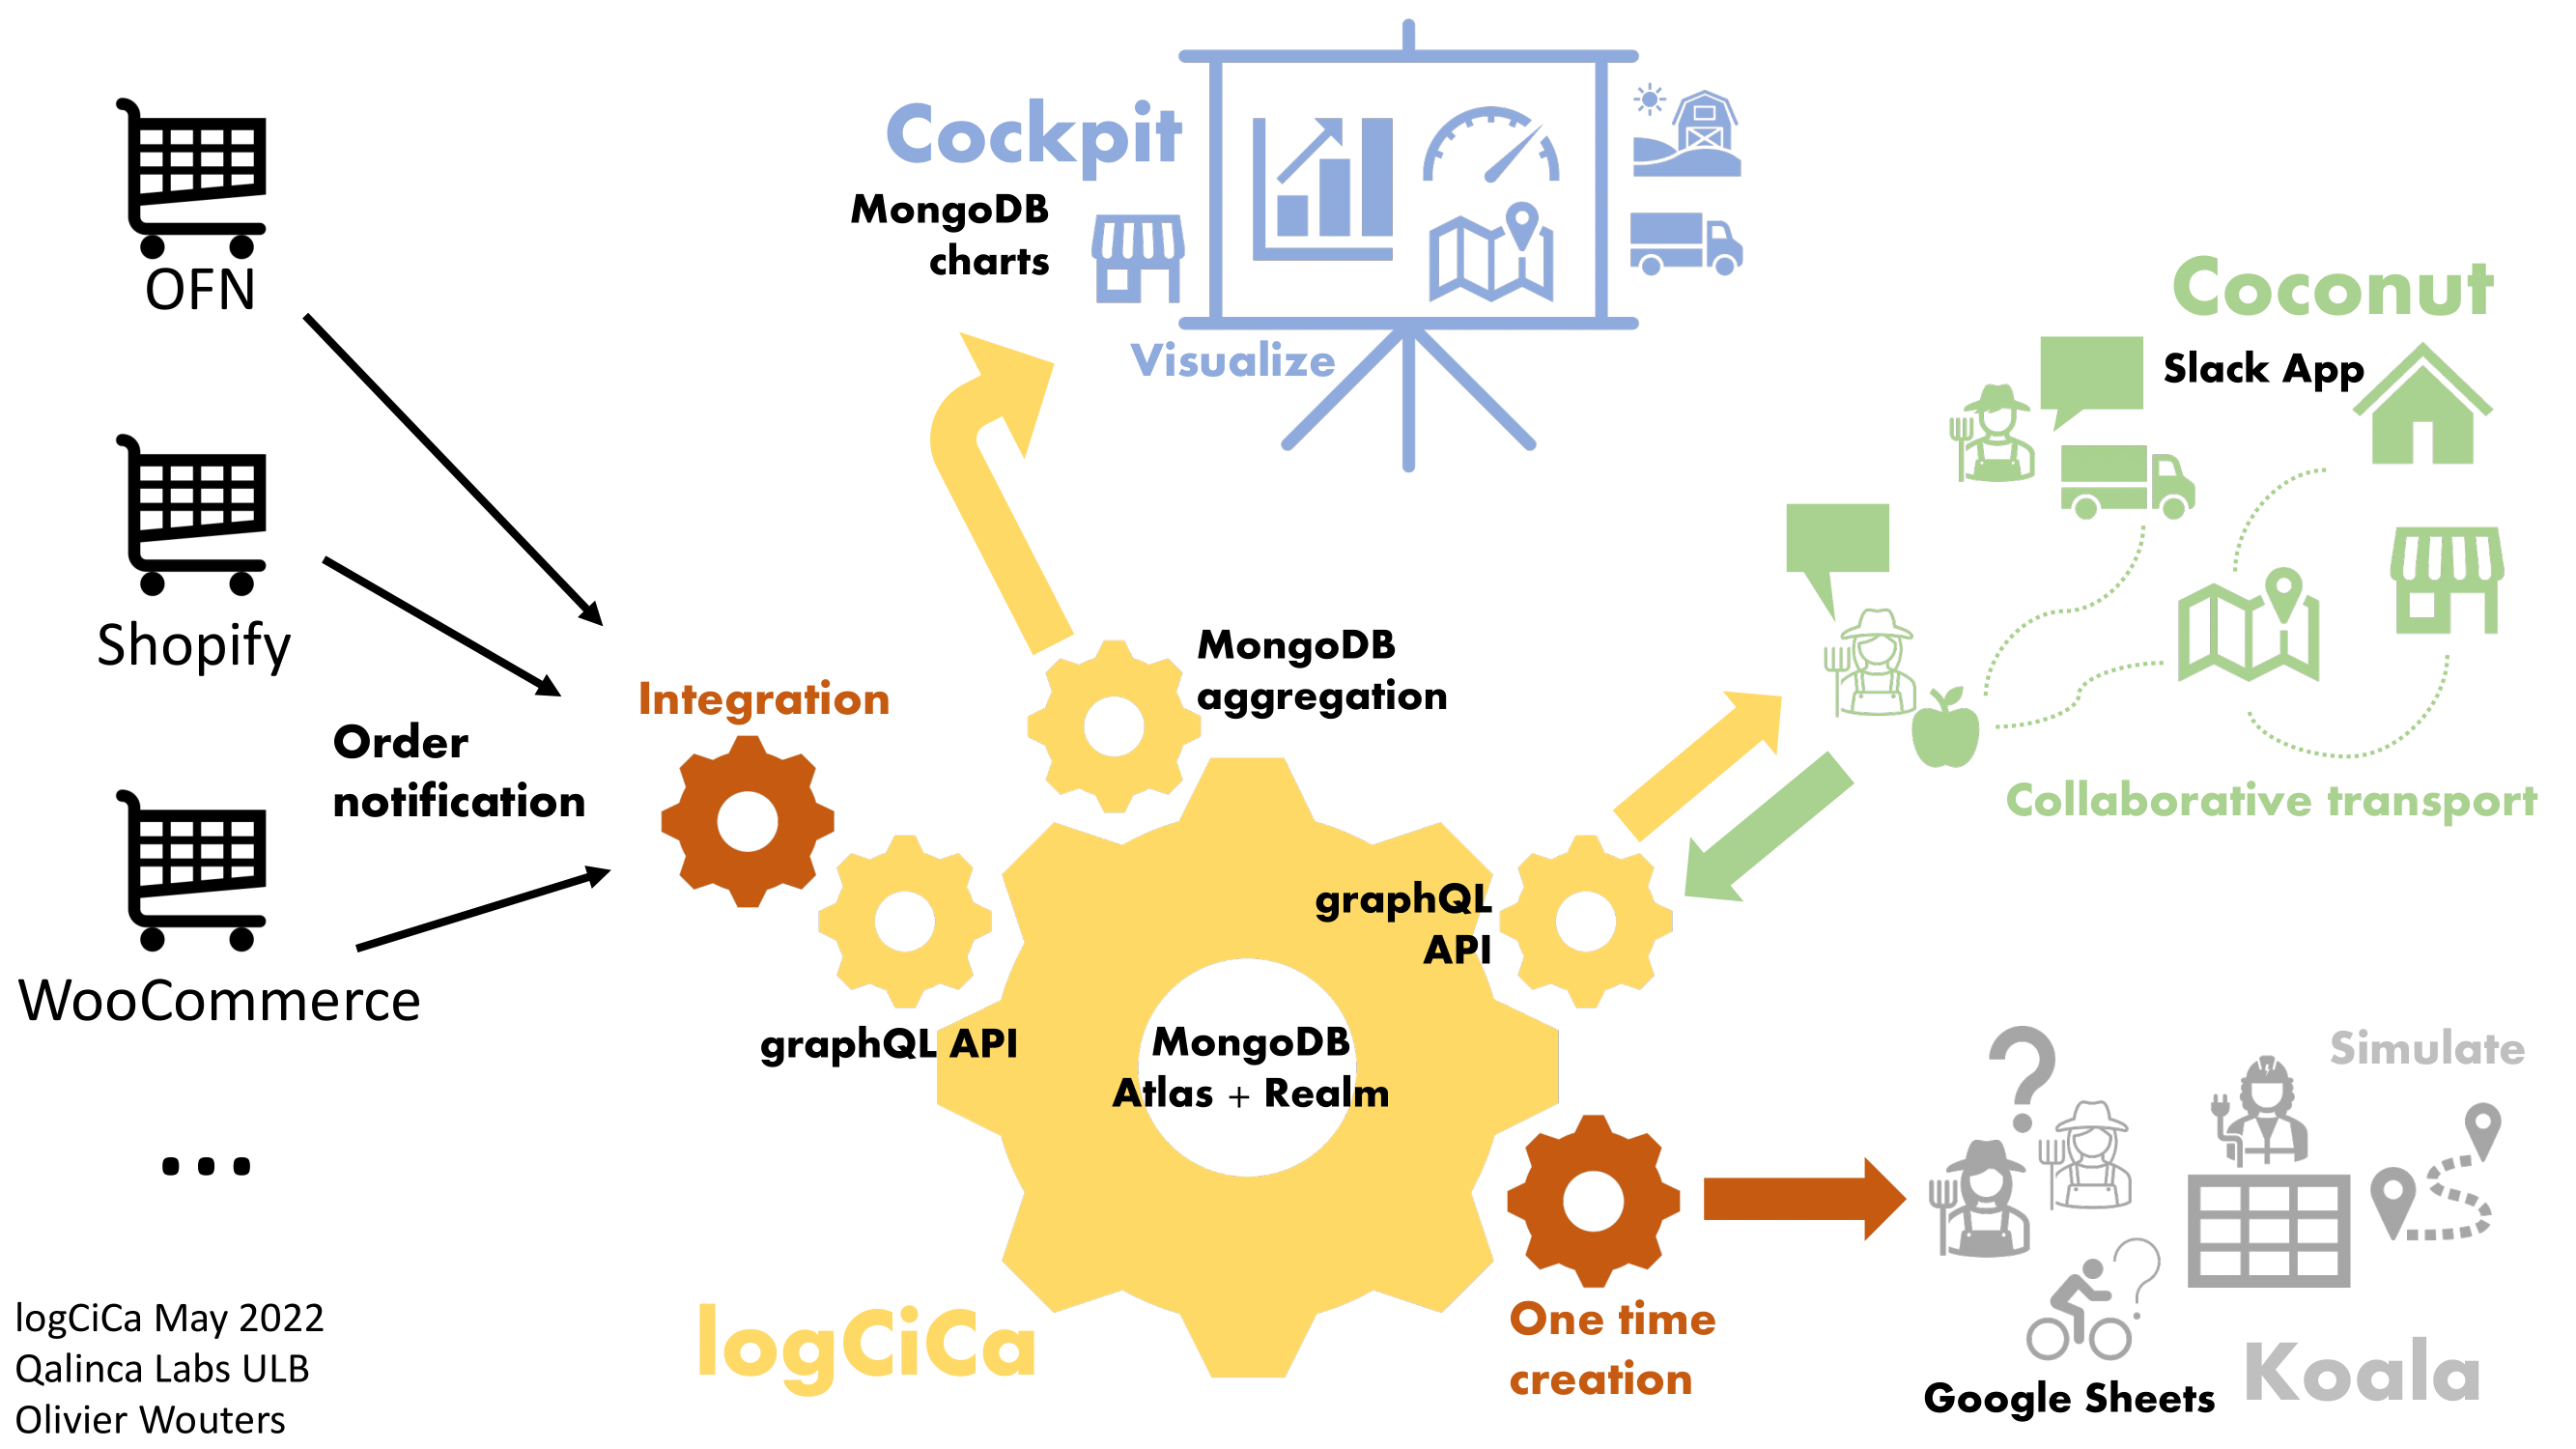 OFN
Shopify
WooCommerce
...
Order
notification
Integration
graphQL API
Cockpit
MongoDB
charts
Visualize
MongoDB
aggregation
MongoDB
Atlas + Realm
graphQL
API
logCiCa
Coconut
Slack App
Collaborative transport
One time
creation
Simulate
Google Sheets
Koala
logCiCa May 2022
Qalinca Labs ULB
Olivier Wouters